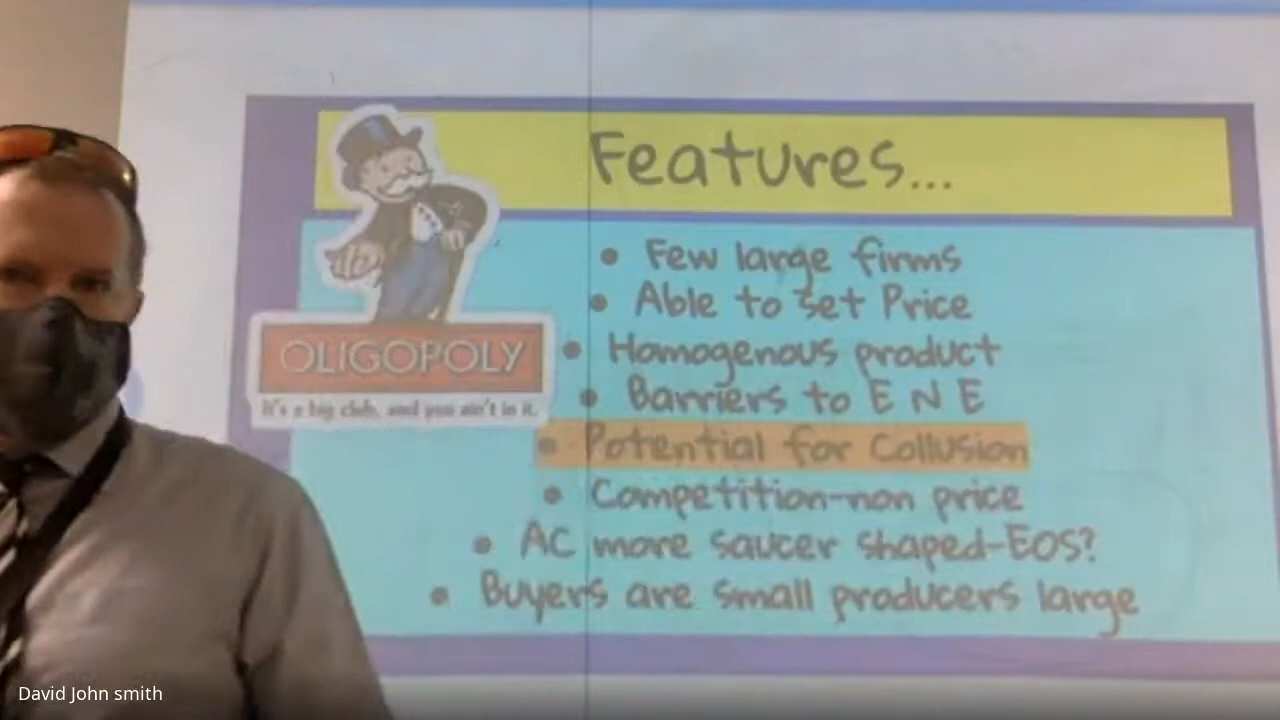 Features...
Few large firms
Able to set Price
Homogenous product
Barriers to E N E
Potential for Collusion
Competition-non price
AC more saucer shaped-EOS?
Buyers are small producers large
OLIGOPOLY
It's a big club, and you ain't in it.
David John smith